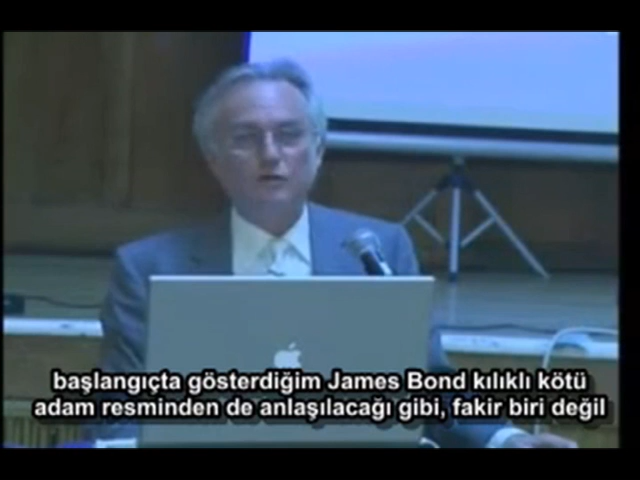 başlangıçta gösterdiğim James Bond kılıklı kötü
adam resminden de anlaşılacağı gibi, fakir biri değil